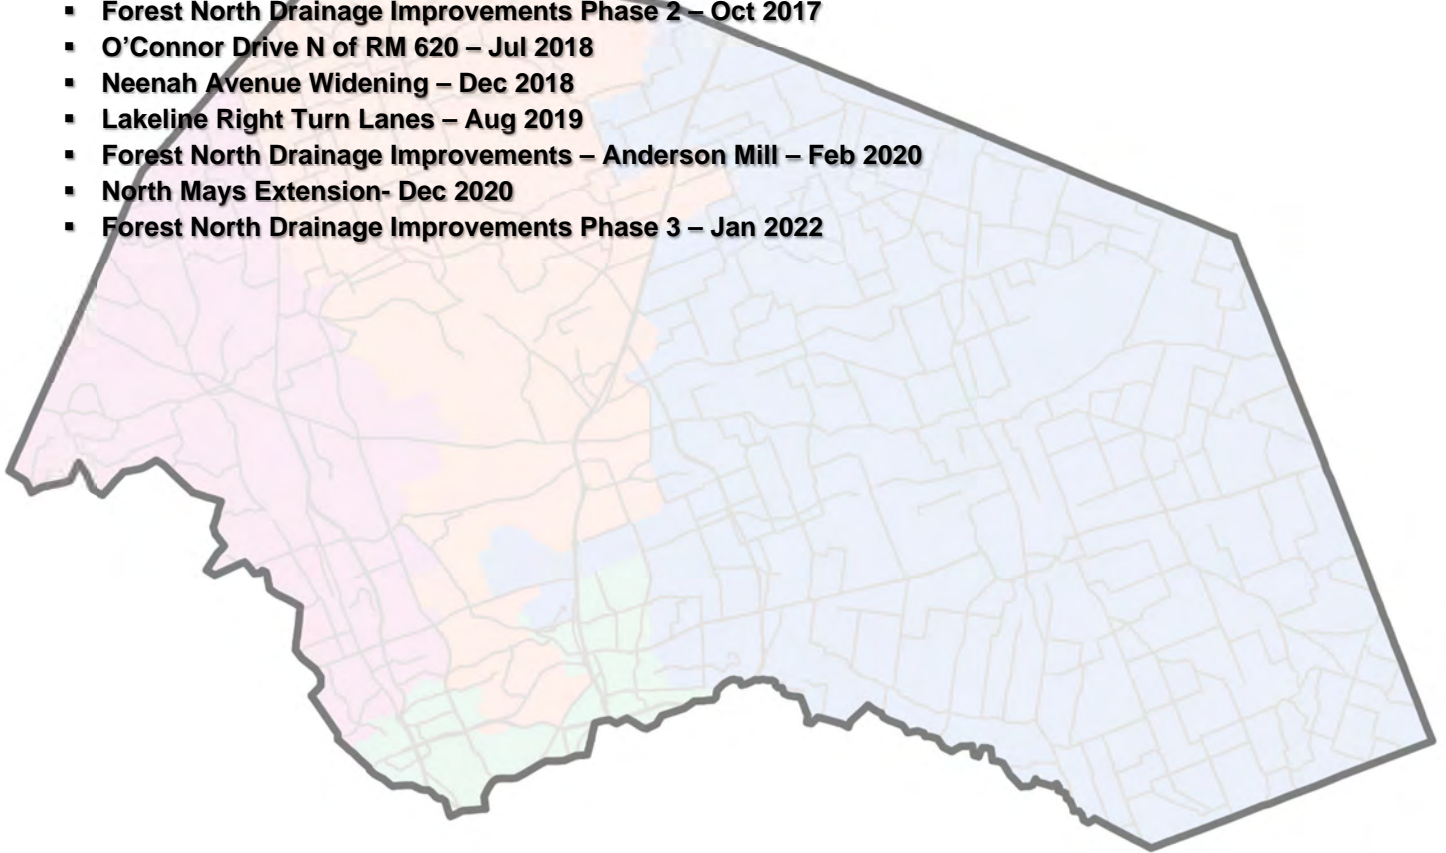 ▪ Forest North Drainage Improvements Phase 2 – Oct 2017
▪ O’Connor Drive N of RM 620 – Jul 2018
▪ Neenah Avenue Widening – Dec 2018
▪ Lakeline Right Turn Lanes – Aug 2019
▪ Forest North Drainage Improvements – Anderson Mill – Feb 2020
▪ North Mays Extension- Dec 2020
▪ Forest North Drainage Improvements Phase 3 – Jan 2022